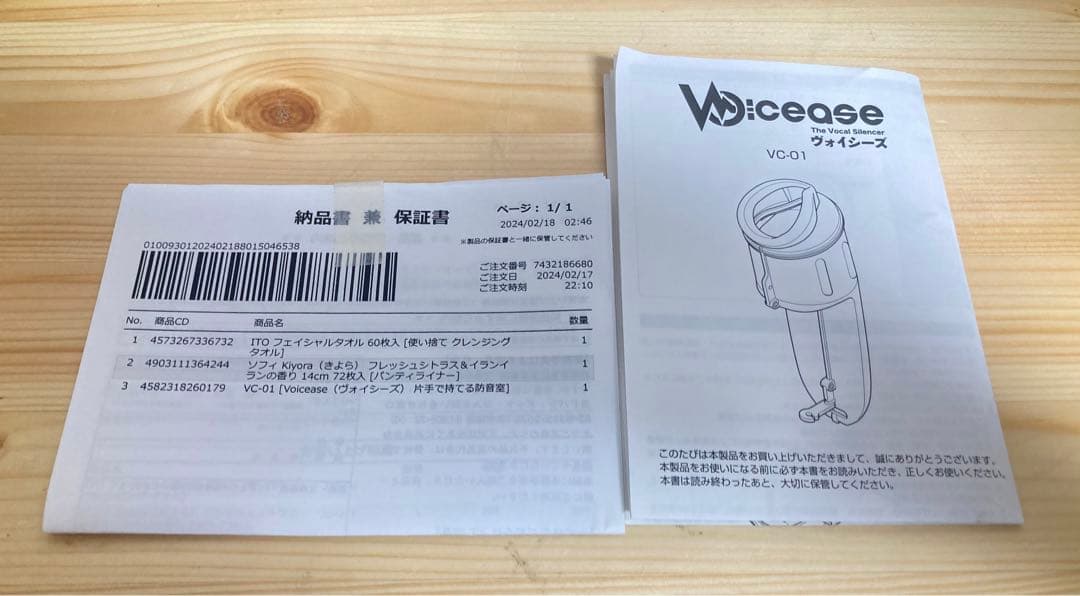 納品書 兼 保証書
ページ： 1/ 1
2024/02/18 02:46
※製品の保証書と一緒に保管してください
01009301202402188015046538
ご注文番号 7432186680
ご注文日 2024/02/17
ご注文時刻 22:10
No. 商品CD 商品名 数量
1 4573267336732 ITO フェイシャルタオル 60枚入 [使い捨て クレンジング 1
タオル]
2 4903111364244 ソフィ Kiyora（きよら） フレッシュシトラス＆イランイ 1
ランの香り 14cm 72枚入 [パンティライナー]
3 4582318260179 VC-01 [Voicease（ヴォイシーズ） 片手で持てる防音室] 1
Voicease
The Vocal Silencer
ヴォイシーズ
VC-01
このたびは本製品をお買い上げいただきまして、誠にありがとうございます。
本製品をお使いになる前に必ず本書をお読みいただき、正しくお使いください。
本書は読み終わったあと、大切に保管してください。